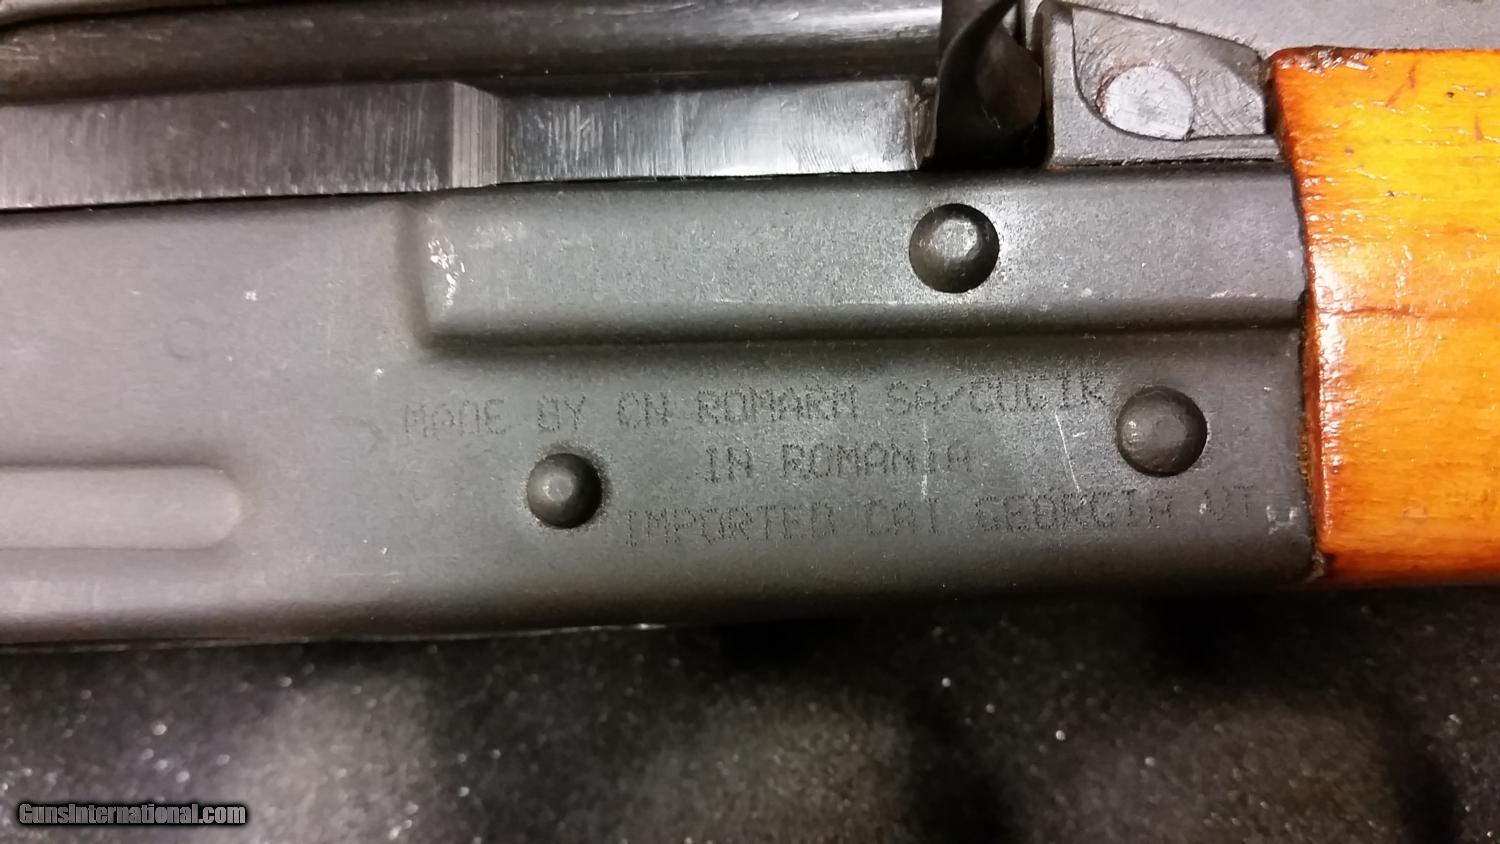 MADE BY CN ROMARM SA/CUGIR
IN ROMANIA
IMPORTED CAI GEORGIA VT
GunsInternational.com